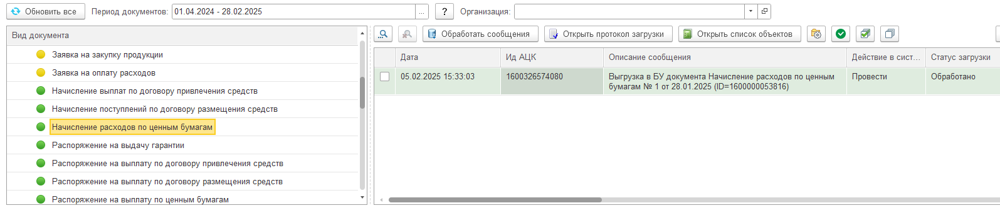 Обновить все
Период документов:
01.04.2024 - 28.02.2025
...
?
Организация:
Вид документа
Заявка на закупку продукции
Заявка на оплату расходов
Начисление выплат по договору привлечения средств
Начисление поступлений по договору размещения средств
Начисление расходов по ценным бумагам
Распоряжение на выдачу гарантии
Распоряжение на выплату по договору привлечения средств
Распоряжение на выплату по договору размещения средств
Распоряжение на выплату по ценным бумагам
Обработать сообщения
Открыть протокол загрузки
Открыть список объектов
Дата
Ид АЦК
Описание сообщения
Действие в сист...
Статус загрузки
05.02.2025 15:33:03
1600326574080
Выгрузка в БУ документа Начисление расходов по ценным
бумагам № 1 от 28.01.2025 (ID=1600000053816)
Провести
Обработано